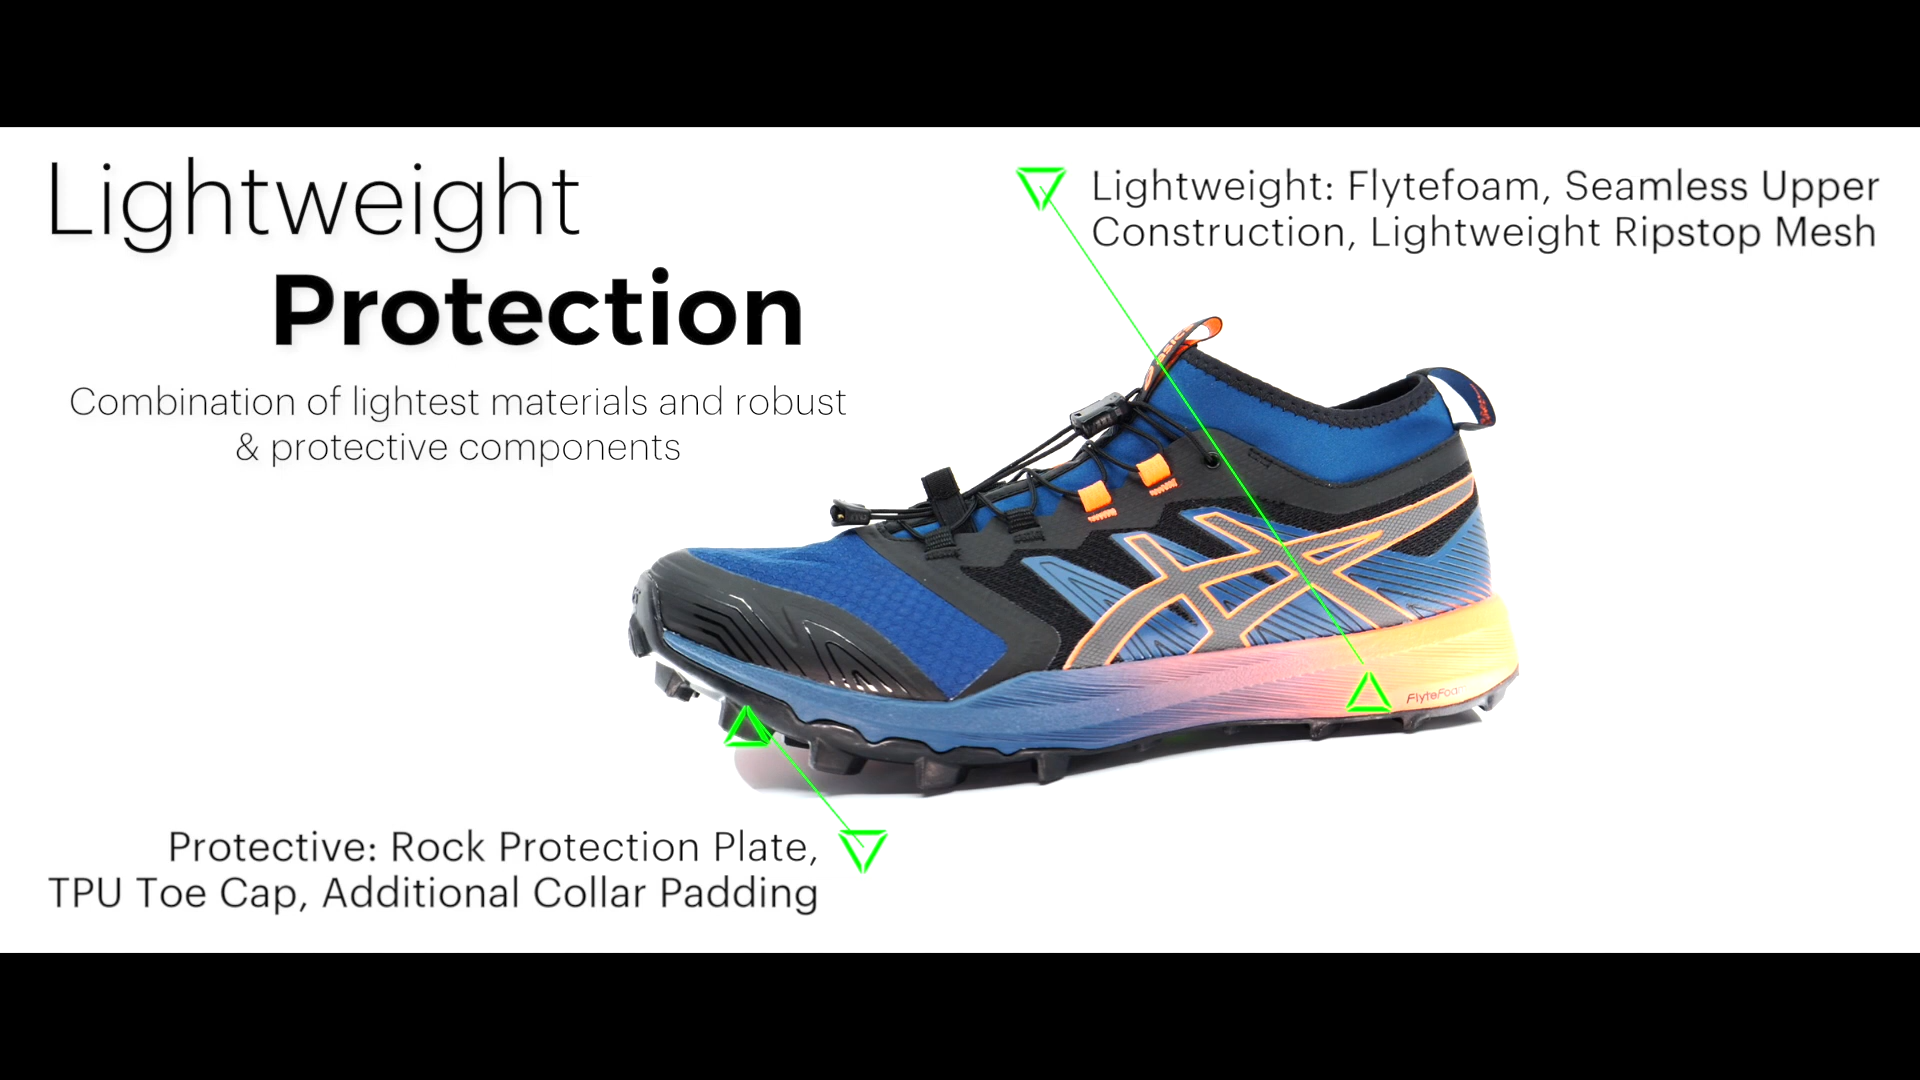 Lightweight
Protection
Combination of lightest materials and robust
& protective components
Lightweight: Flytefoam, Seamless Upper
Construction, Lightweight Ripstop Mesh
Protective: Rock Protection Plate,
TPU Toe Cap, Additional Collar Padding